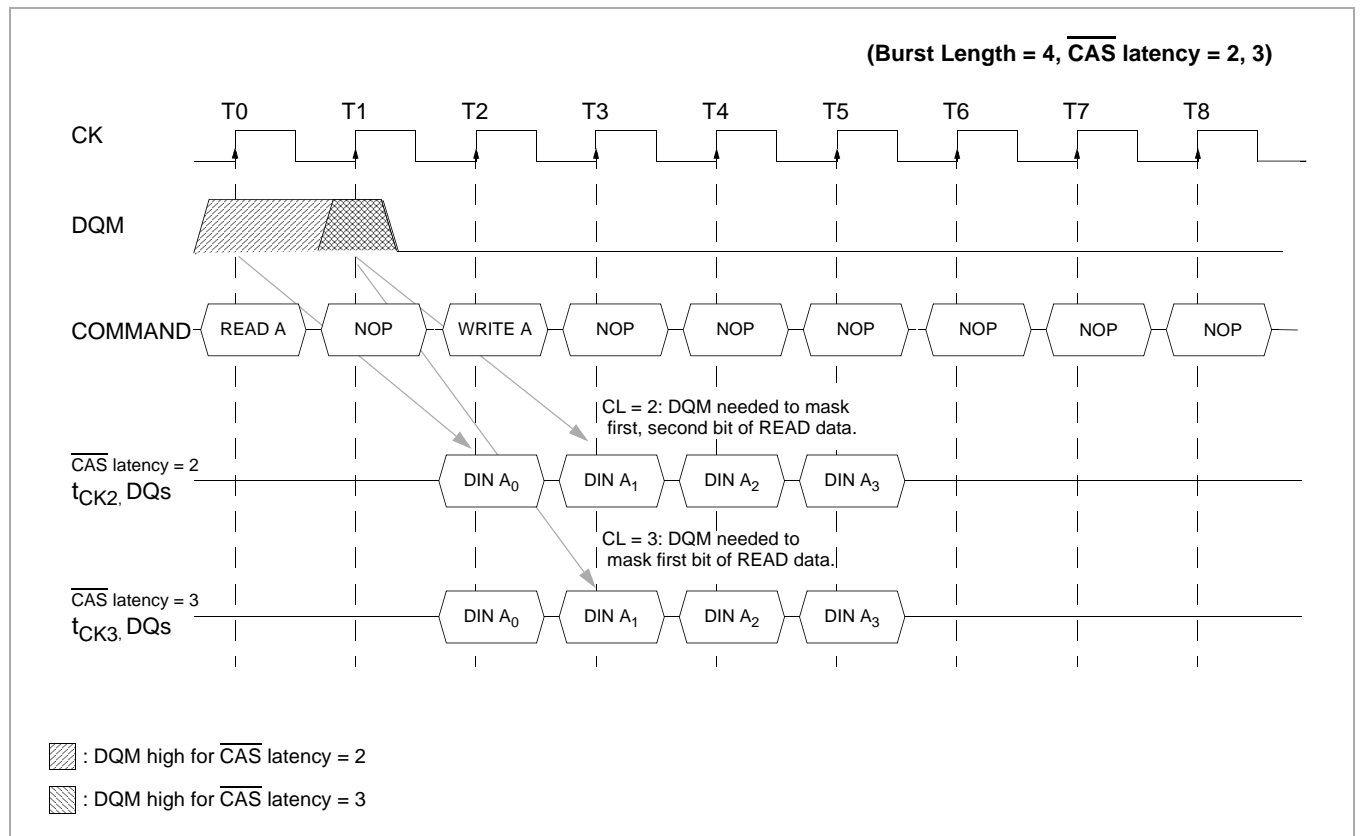 (Burst Length = 4, CAS latency = 2, 3)
T0 T1 T2 T3 T4 T5 T6 T7 T8
CK
DQM
COMMAND READ A NOP WRITE A NOP NOP NOP NOP NOP NOP
CL = 2: DQM needed to mask
first, second bit of READ data.
CAS latency = 2
tCK2, DQs DIN A0 DIN A1 DIN A2 DIN A3
CL = 3: DQM needed to
mask first bit of READ data.
CAS latency = 3
tCK3, DQs DIN A0 DIN A1 DIN A2 DIN A3
: DQM high for CAS latency = 2
: DQM high for CAS latency = 3